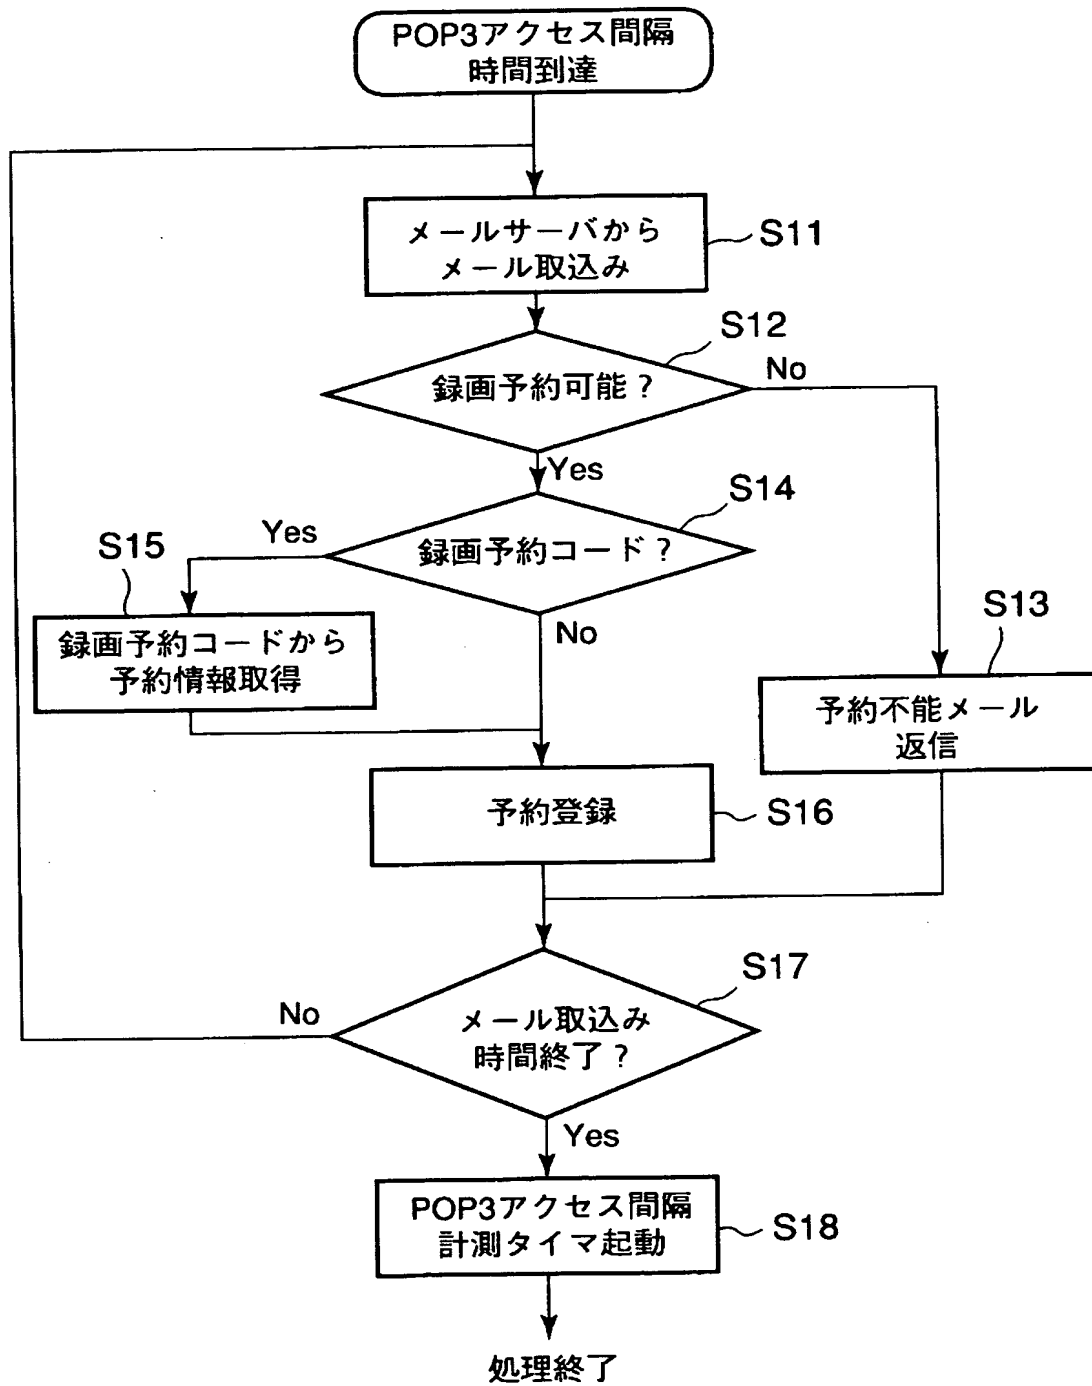 POP3アクセス間隔
時間到達
メールサーバから
メール取込み
S11
S12
録画予約可能？
No
Yes
S14
録画予約コード？
Yes
No
S15
録画予約コードから
予約情報取得
S13
予約不能メール
返信
予約登録
S16
S17
メール取込み
時間終了？
No
Yes
POP3アクセス間隔
計測タイマ起動
S18
処理終了